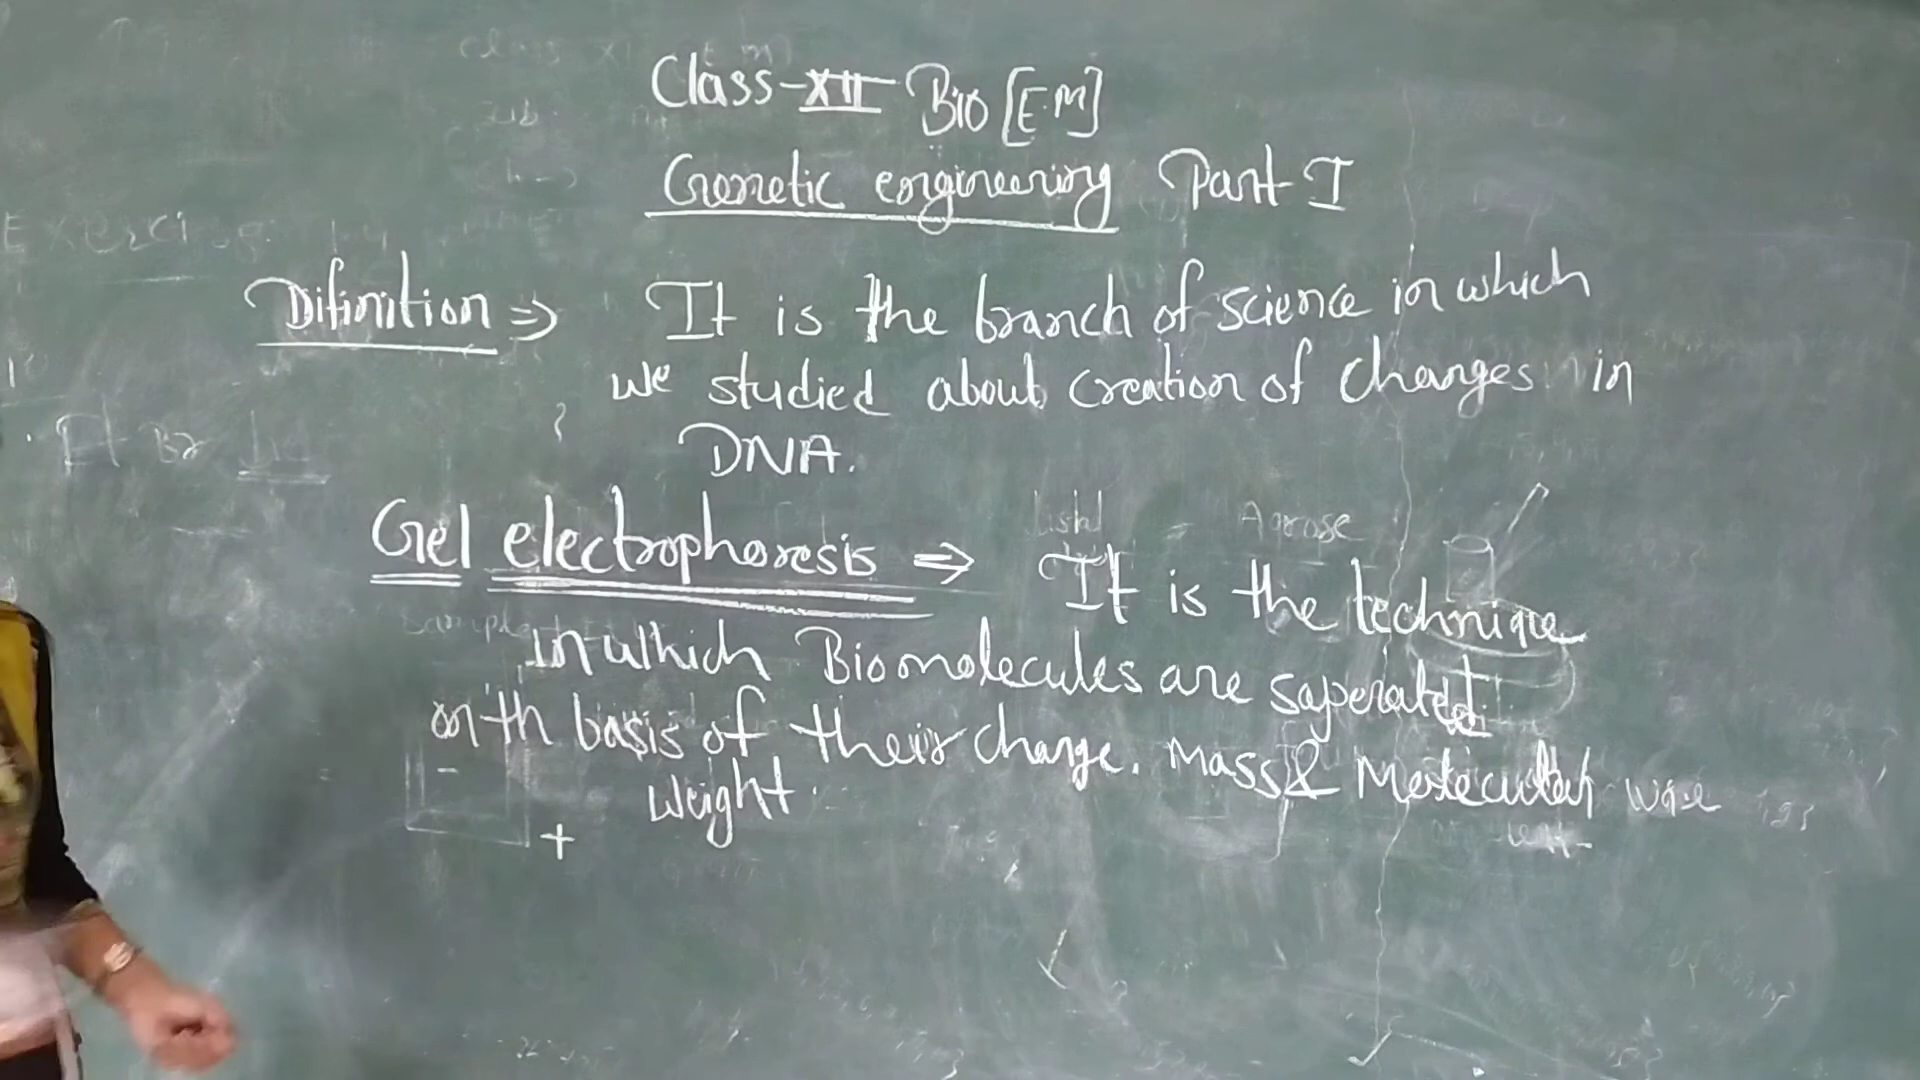 Class-XII Bio [E.M]
Genetic engineering Part I
Difinition ⇒ It is the branch of science in which
we studied about creation of changes in
DNA.
Gel electrophoresis ⇒ It is the technique
in which Biomolecules are saperated
on th basis of their charge. Mass & Molecular
weight.
+